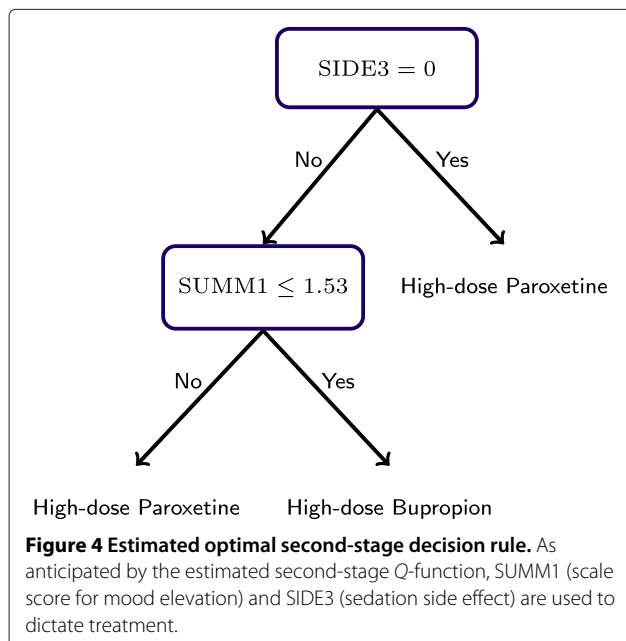 SIDE3 = 0
No
Yes
SUMM1 ≤ 1.53
High-dose Paroxetine
No
Yes
High-dose Paroxetine
High-dose Bupropion
Figure 4 Estimated optimal second-stage decision rule. As
anticipated by the estimated second-stage Q-function, SUMM1 (scale
score for mood elevation) and SIDE3 (sedation side effect) are used to
dictate treatment.